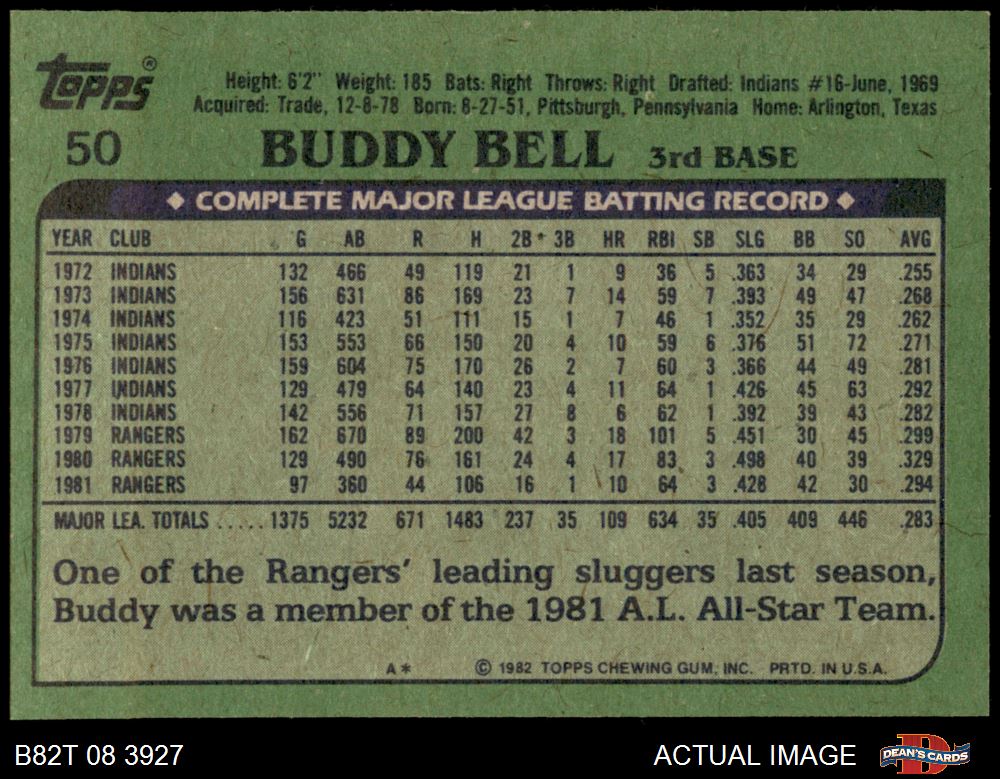 Topps®
Height: 6'2" Weight: 185 Bats: Right Throws: Right Drafted: Indians #16-June, 1969
Acquired: Trade, 12-8-78 Born: 8-27-51, Pittsburgh, Pennsylvania Home: Arlington, Texas
50 BUDDY BELL 3rd BASE
◆ COMPLETE MAJOR LEAGUE BATTING RECORD ◆
YEAR CLUB G AB R H 2B 3B HR RBI SB SLG BB SO AVG
1972 INDIANS 132 466 49 119 21 1 9 36 5 .363 34 29 .255
1973 INDIANS 156 631 86 169 23 7 14 59 7 .393 49 47 .268
1974 INDIANS 116 423 51 111 15 1 7 46 1 .352 35 29 .262
1975 INDIANS 153 553 66 150 20 4 10 59 6 .376 51 72 .271
1976 INDIANS 159 604 75 170 26 2 7 60 3 .366 44 49 .281
1977 INDIANS 129 479 64 140 23 4 11 64 1 .426 45 63 .292
1978 INDIANS 142 556 71 157 27 8 6 62 1 .392 39 43 .282
1979 RANGERS 162 670 89 200 42 3 18 101 5 .451 30 45 .299
1980 RANGERS 129 490 76 161 24 4 17 83 3 .498 40 39 .329
1981 RANGERS 97 360 44 106 16 1 10 64 3 .428 42 30 .294
MAJOR LEA. TOTALS ..... 1375 5232 671 1483 237 35 109 634 35 .405 409 446 .283
One of the Rangers' leading sluggers last season,
Buddy was a member of the 1981 A.L. All-Star Team.
A* © 1982 TOPPS CHEWING GUM, INC. PRTD. IN U.S.A.
B82T 08 3927 ACTUAL IMAGE DEAN'S CARDS